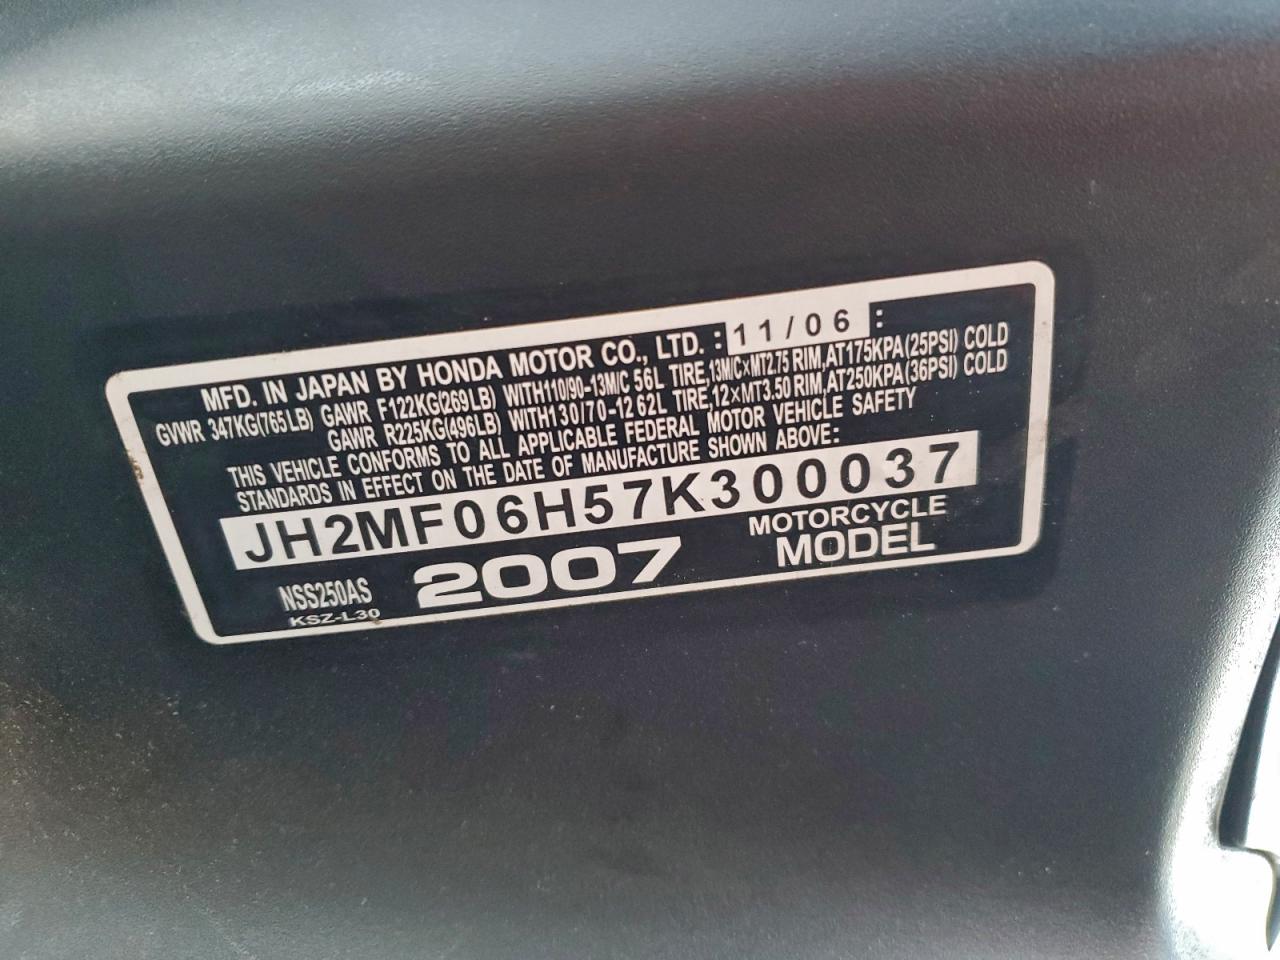 MFD. IN JAPAN BY HONDA MOTOR CO., LTD. : 11/06 :
GVWR 347KG(765LB) GAWR F122KG(269LB) WITH110/90-13M/C 56L TIRE,13M/C×MT2.75 RIM,AT175KPA(25PSI) COLD
GAWR R225KG(496LB) WITH130/70-12 62L TIRE,12×MT3.50 RIM,AT250KPA(36PSI) COLD
THIS VEHICLE CONFORMS TO ALL APPLICABLE FEDERAL MOTOR VEHICLE SAFETY
STANDARDS IN EFFECT ON THE DATE OF MANUFACTURE SHOWN ABOVE:
JH2MF06H57K300037
NSS250AS 2007 MOTORCYCLE
KSZ-L30 MODEL